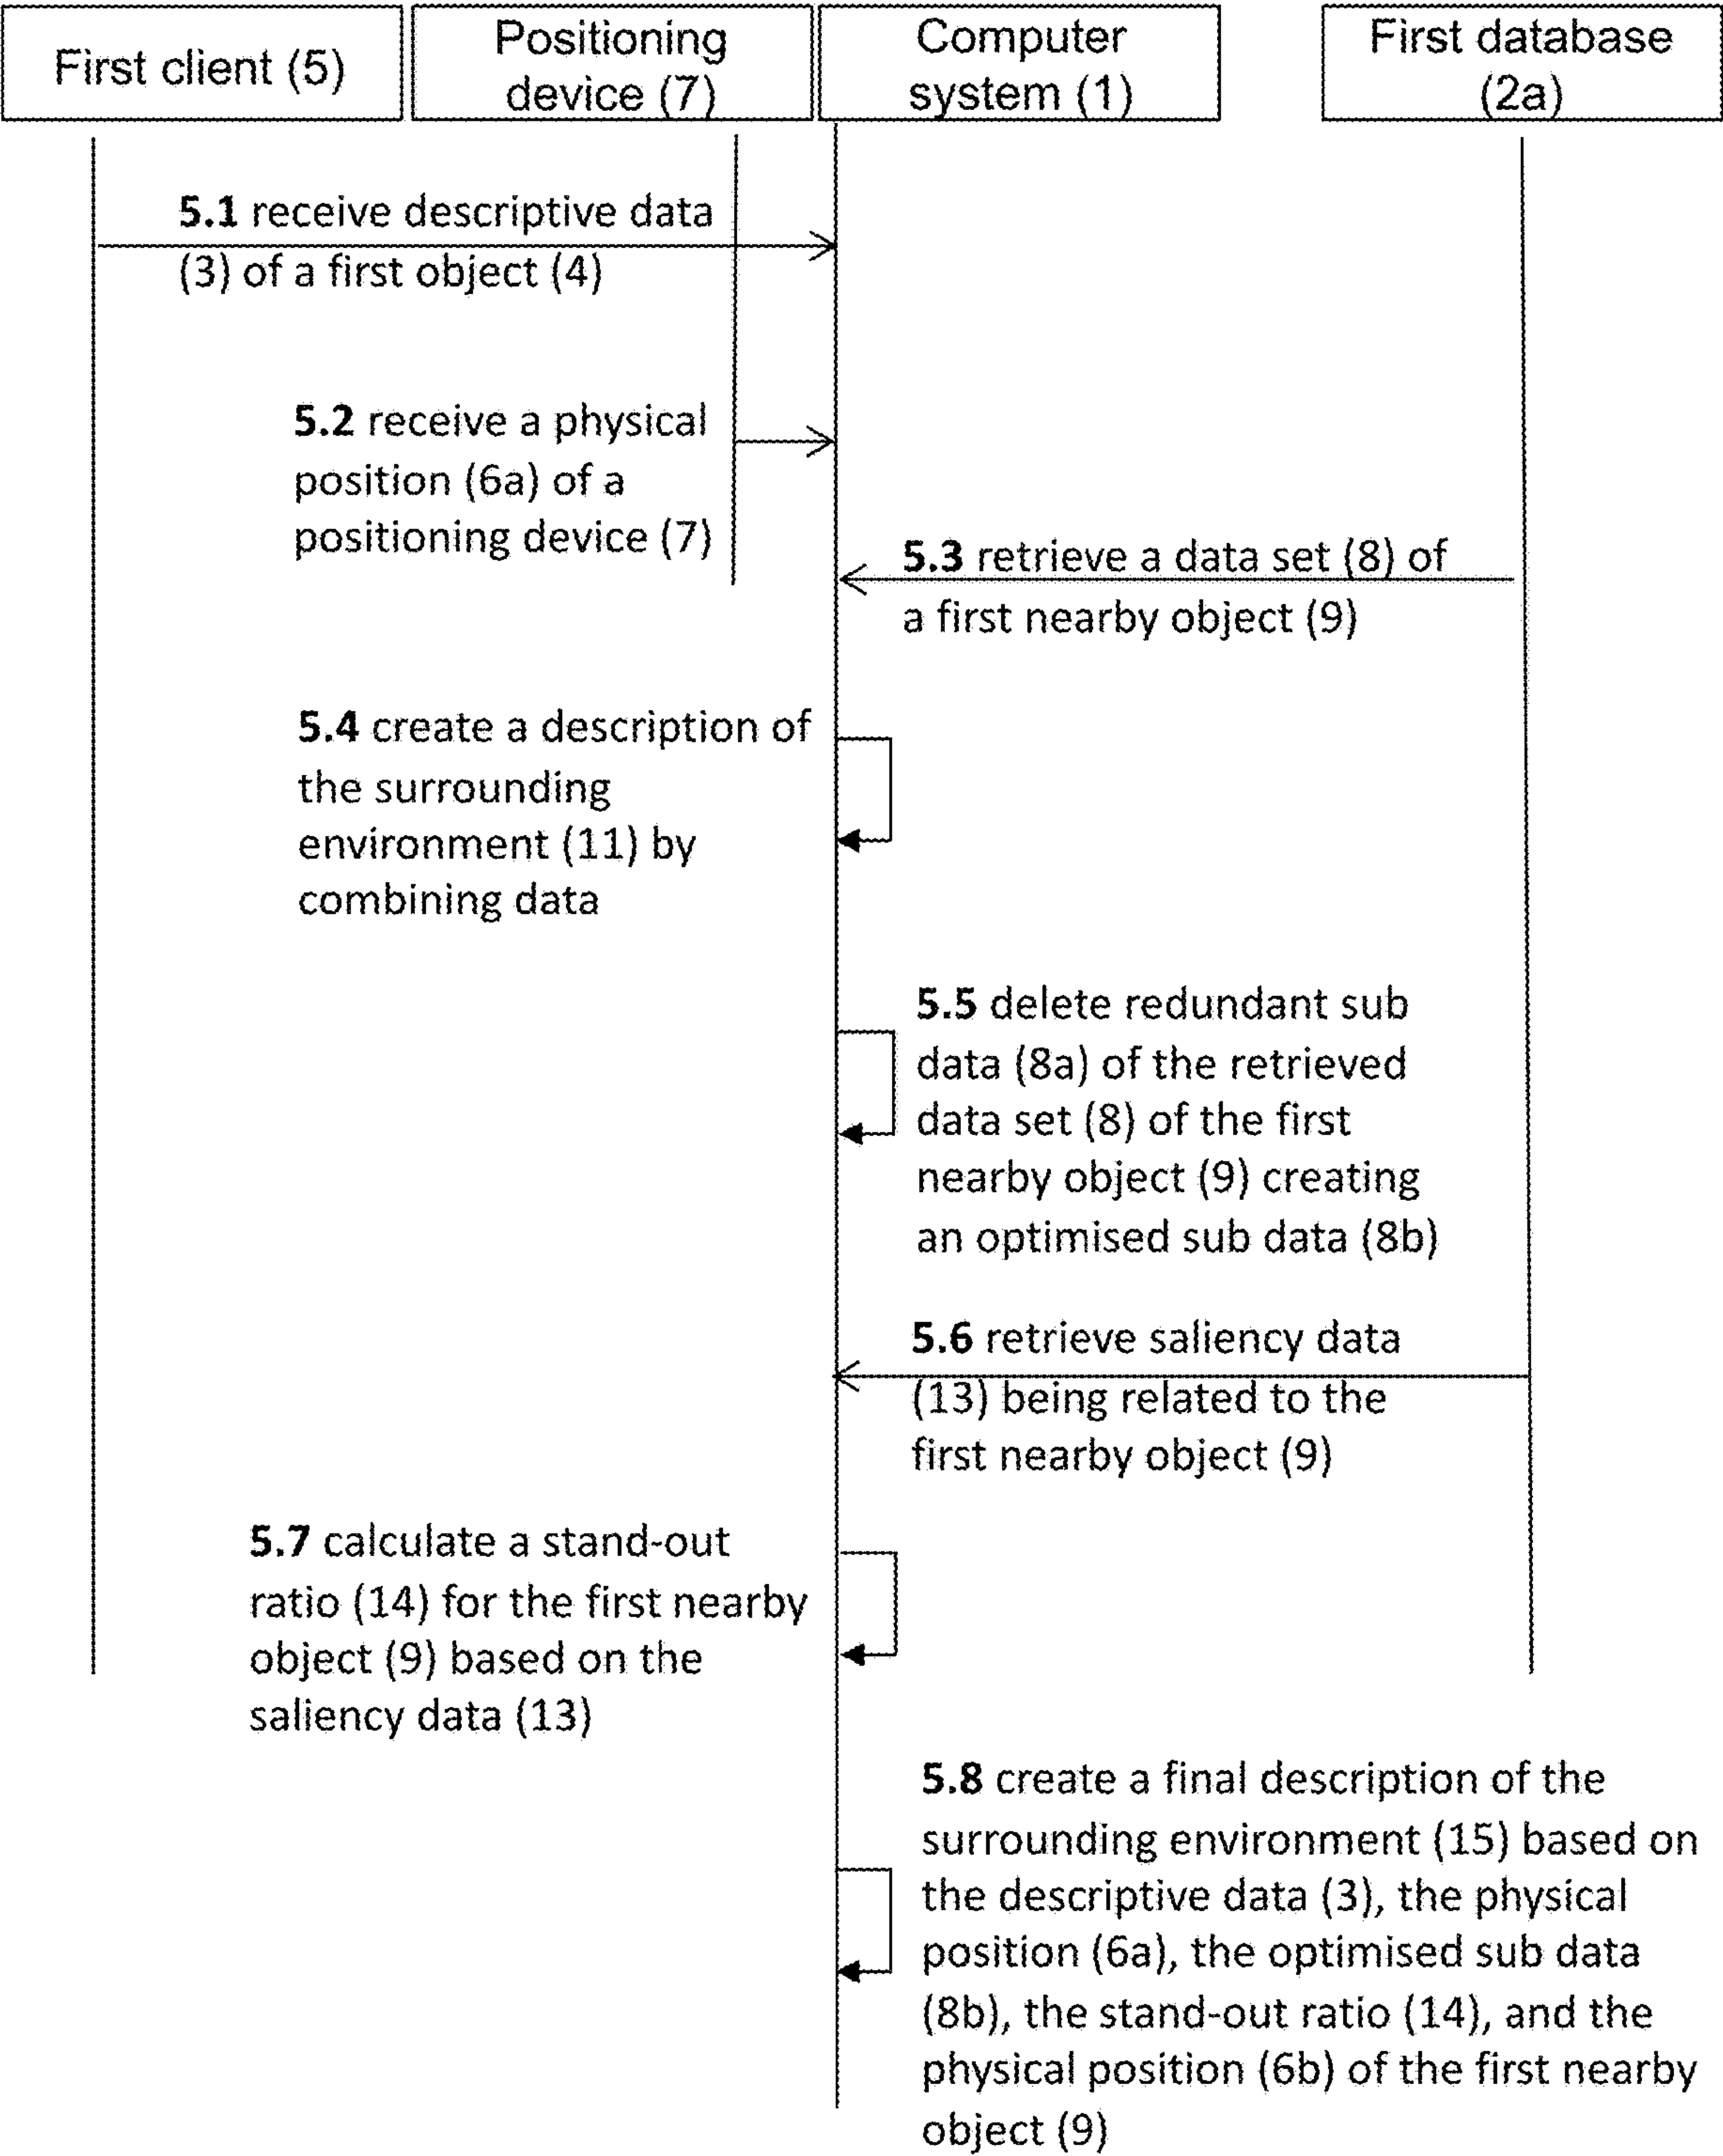 First client (5)
Positioning
device (7)
Computer
system (1)
First database
(2a)
5.1 receive descriptive data
(3) of a first object (4)
5.2 receive a physical
position (6a) of a
positioning device (7)
5.3 retrieve a data set (8) of
a first nearby object (9)
5.4 create a description of
the surrounding
environment (11) by
combining data
5.5 delete redundant sub
data (8a) of the retrieved
data set (8) of the first
nearby object (9) creating
an optimised sub data (8b)
5.6 retrieve saliency data
(13) being related to the
first nearby object (9)
5.7 calculate a stand-out
ratio (14) for the first nearby
object (9) based on the
saliency data (13)
5.8 create a final description of the
surrounding environment (15) based on
the descriptive data (3), the physical
position (6a), the optimised sub data
(8b), the stand-out ratio (14), and the
physical position (6b) of the first nearby
object (9)